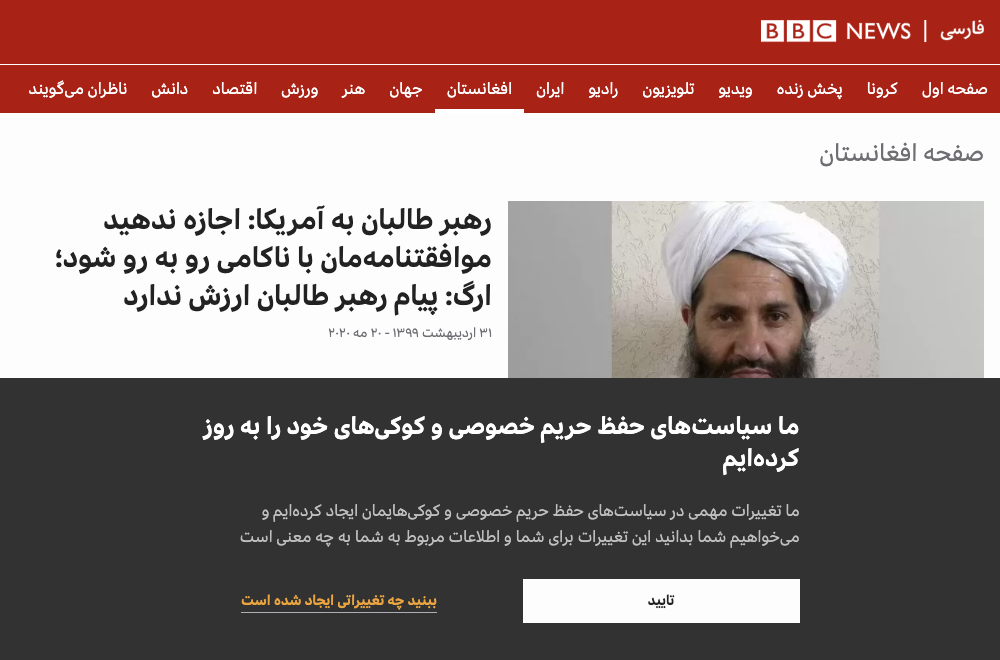 BBC NEWS | فارسی
صفحه اول کرونا پخش زنده ویدیو تلویزیون رادیو ایران افغانستان جهان هنر ورزش اقتصاد دانش ناظران می‌گویند
صفحه افغانستان
رهبر طالبان به آمریکا: اجازه ندهید
موافقتنامه‌مان با ناکامی رو به رو شود؛
ارگ: پیام رهبر طالبان ارزش ندارد
۳۱ اردیبهشت ۱۳۹۹ - ۲۰ مه ۲۰۲۰
ما سیاست‌های حفظ حریم خصوصی و کوکی‌های خود را به روز
کرده‌ایم
ما تغییرات مهمی در سیاست‌های حفظ حریم خصوصی و کوکی‌هایمان ایجاد کرده‌ایم و
می‌خواهیم شما بدانید این تغییرات برای شما و اطلاعات مربوط به شما به چه معنی است
تایید
ببنید چه تغییراتی ایجاد شده است